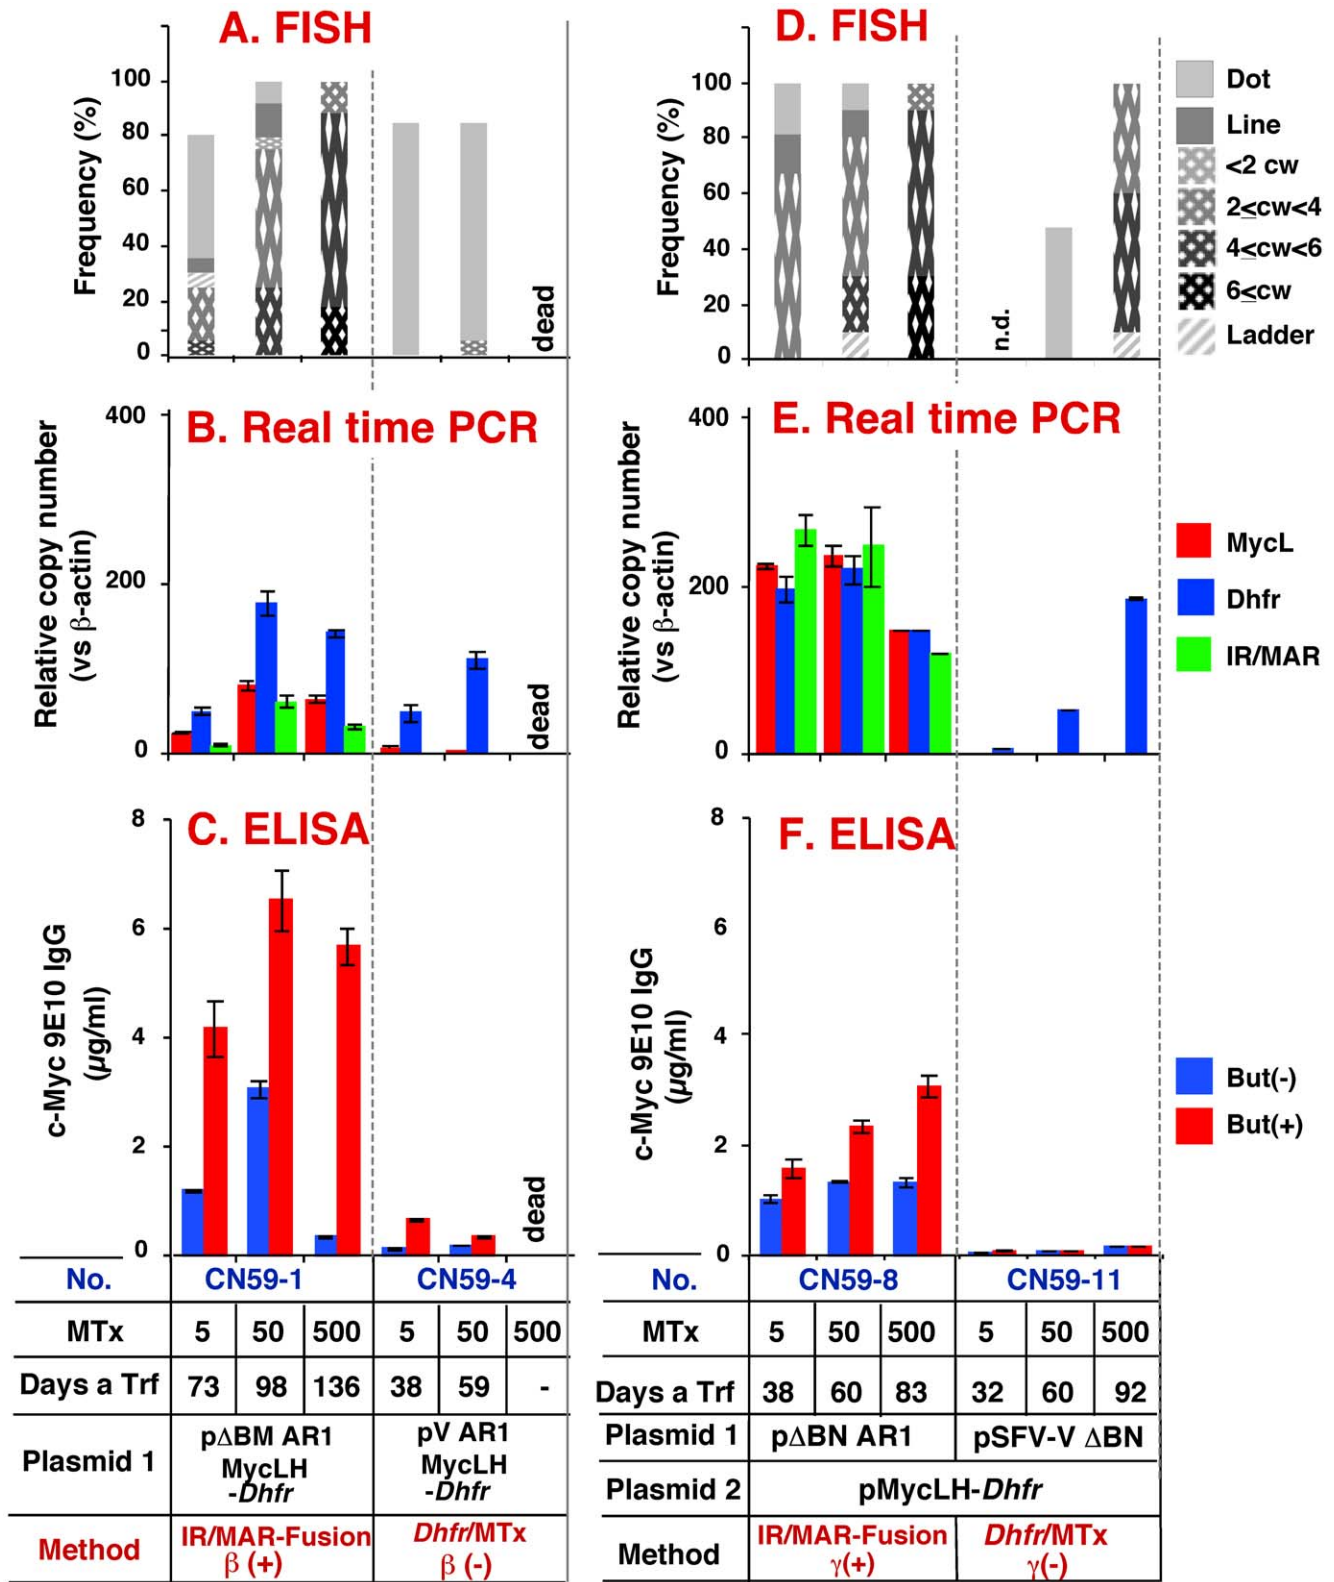 A. FISH
Frequency (%)
100
80
60
40
20
0
dead
D. FISH
Frequency (%)
100
80
60
40
20
0
n.d.
Dot
Line
<2 cw
2≤cw<4
4≤cw<6
6≤cw
Ladder
B. Real time PCR
Relative copy number
(vs β-actin)
400
200
0
dead
E. Real time PCR
Relative copy number
(vs β-actin)
400
200
0
MycL
Dhfr
IR/MAR
C. ELISA
c-Myc 9E10 IgG
(µg/ml)
8
6
4
2
0
dead
F. ELISA
c-Myc 9E10 IgG
(µg/ml)
8
6
4
2
0
But(-)
But(+)
No. CN59-1 CN59-4
MTx 5 50 500 5 50 500
Days a Trf 73 98 136 38 59 -
Plasmid 1
p∆BM AR1
MycLH
-Dhfr
pV AR1
MycLH
-Dhfr
Method
IR/MAR-Fusion
β (+)
Dhfr/MTx
β (-)
No. CN59-8 CN59-11
MTx 5 50 500 5 50 500
Days a Trf 38 60 83 32 60 92
Plasmid 1 p∆BN AR1 pSFV-V ∆BN
Plasmid 2 pMycLH-Dhfr
Method
IR/MAR-Fusion
γ(+)
Dhfr/MTx
γ(-)